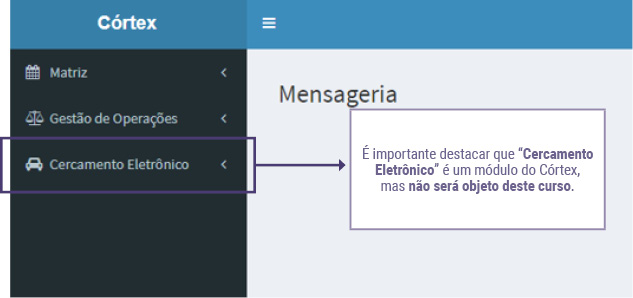 Córtex
Matriz
Gestão de Operações
Cercamento Eletrônico
Mensageria
É importante destacar que “Cercamento
Eletrônico” é um módulo do Córtex,
mas não será objeto deste curso.